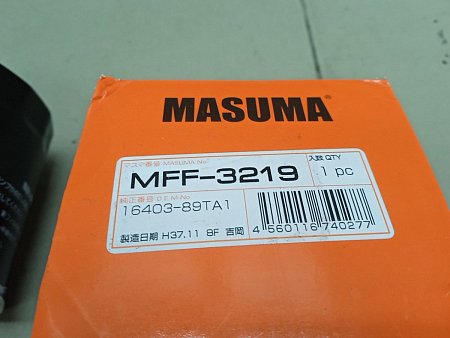 MASUMA
マスマ番号 MASUMA No
入数 QTY
MFF-3219
1 pc
純正番号 O.E.M-No
16403-89TA1
製造日期 H37.11 8F 吉岡
4 560116 740277